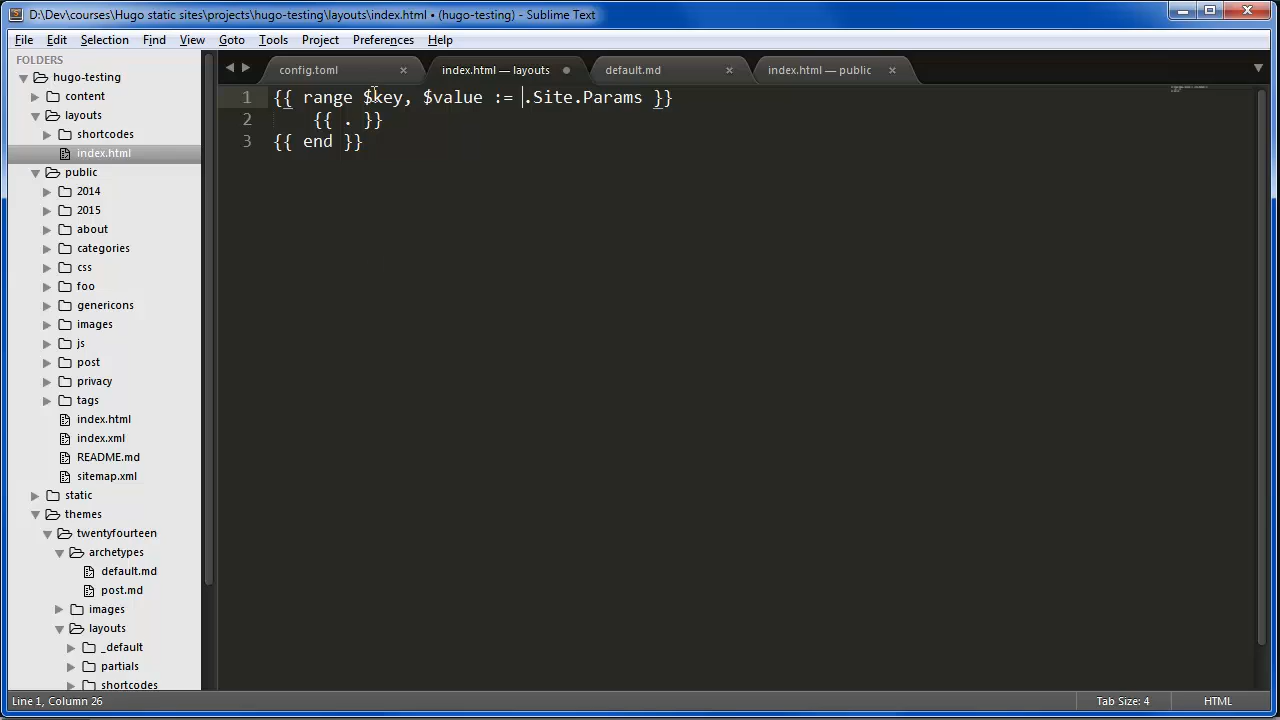 D:\Dev\courses\Hugo static sites\projects\hugo-testing\layouts\index.html • (hugo-testing) - Sublime Text
File Edit Selection Find View Goto Tools Project Preferences Help
FOLDERS
hugo-testing
content
layouts
shortcodes
index.html
public
2014
2015
about
categories
css
foo
genericons
images
js
post
privacy
tags
index.html
index.xml
README.md
sitemap.xml
static
themes
twentyfourteen
archetypes
default.md
post.md
images
layouts
_default
partials
shortcodes
config.toml index.html — layouts default.md index.html — public
1 {{ range $key, $value := .Site.Params }}
2 {{ . }}
3 {{ end }}
Line 1, Column 26 Tab Size: 4 HTML